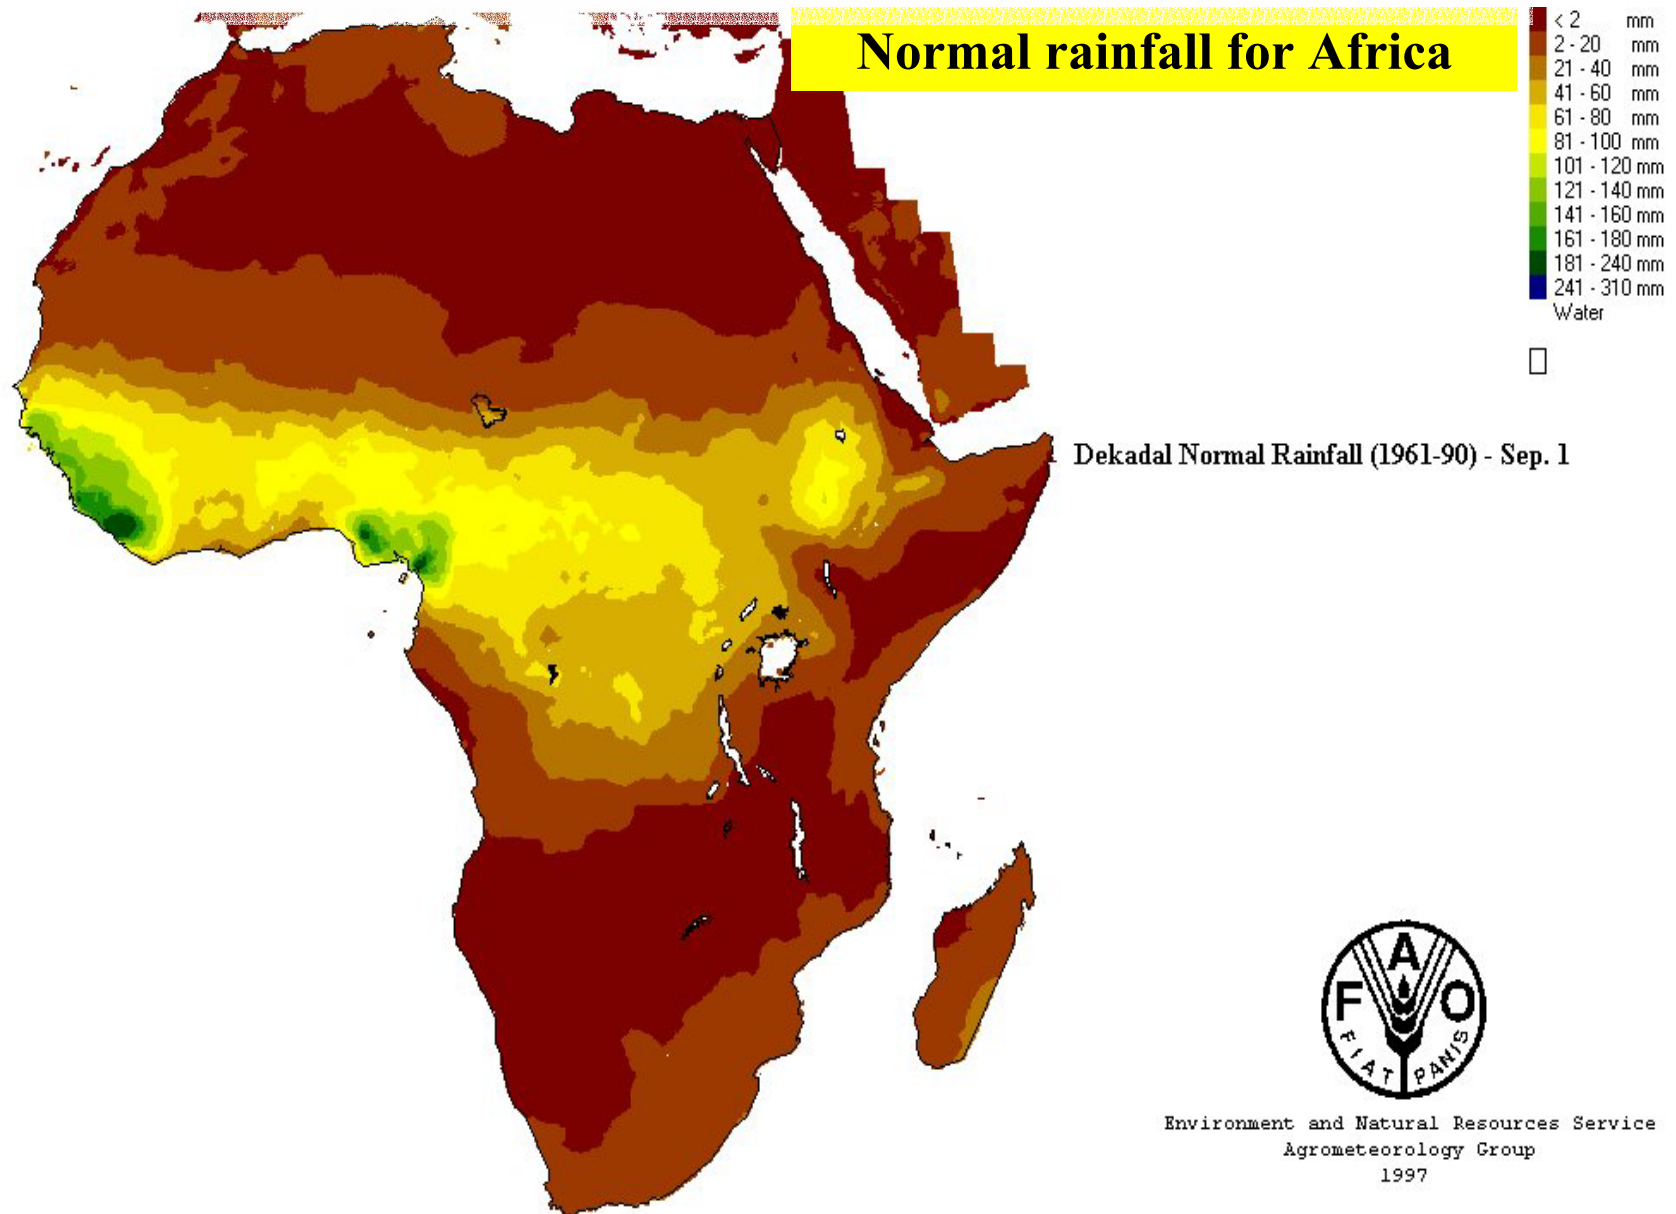 Normal rainfall for Africa
< 2 mm
2 - 20 mm
21 - 40 mm
41 - 60 mm
61 - 80 mm
81 - 100 mm
101 - 120 mm
121 - 140 mm
141 - 160 mm
161 - 180 mm
181 - 240 mm
241 - 310 mm
Water
Dekadal Normal Rainfall (1961-90) - Sep. 1
F A O
FIAT PANIS
Environment and Natural Resources Service
Agrometeorology Group
1997